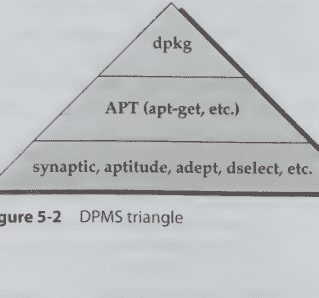 dpkg
APT (apt-get, etc.)
synaptic, aptitude, adept, dselect, etc.
gure 5-2 DPMS triangle